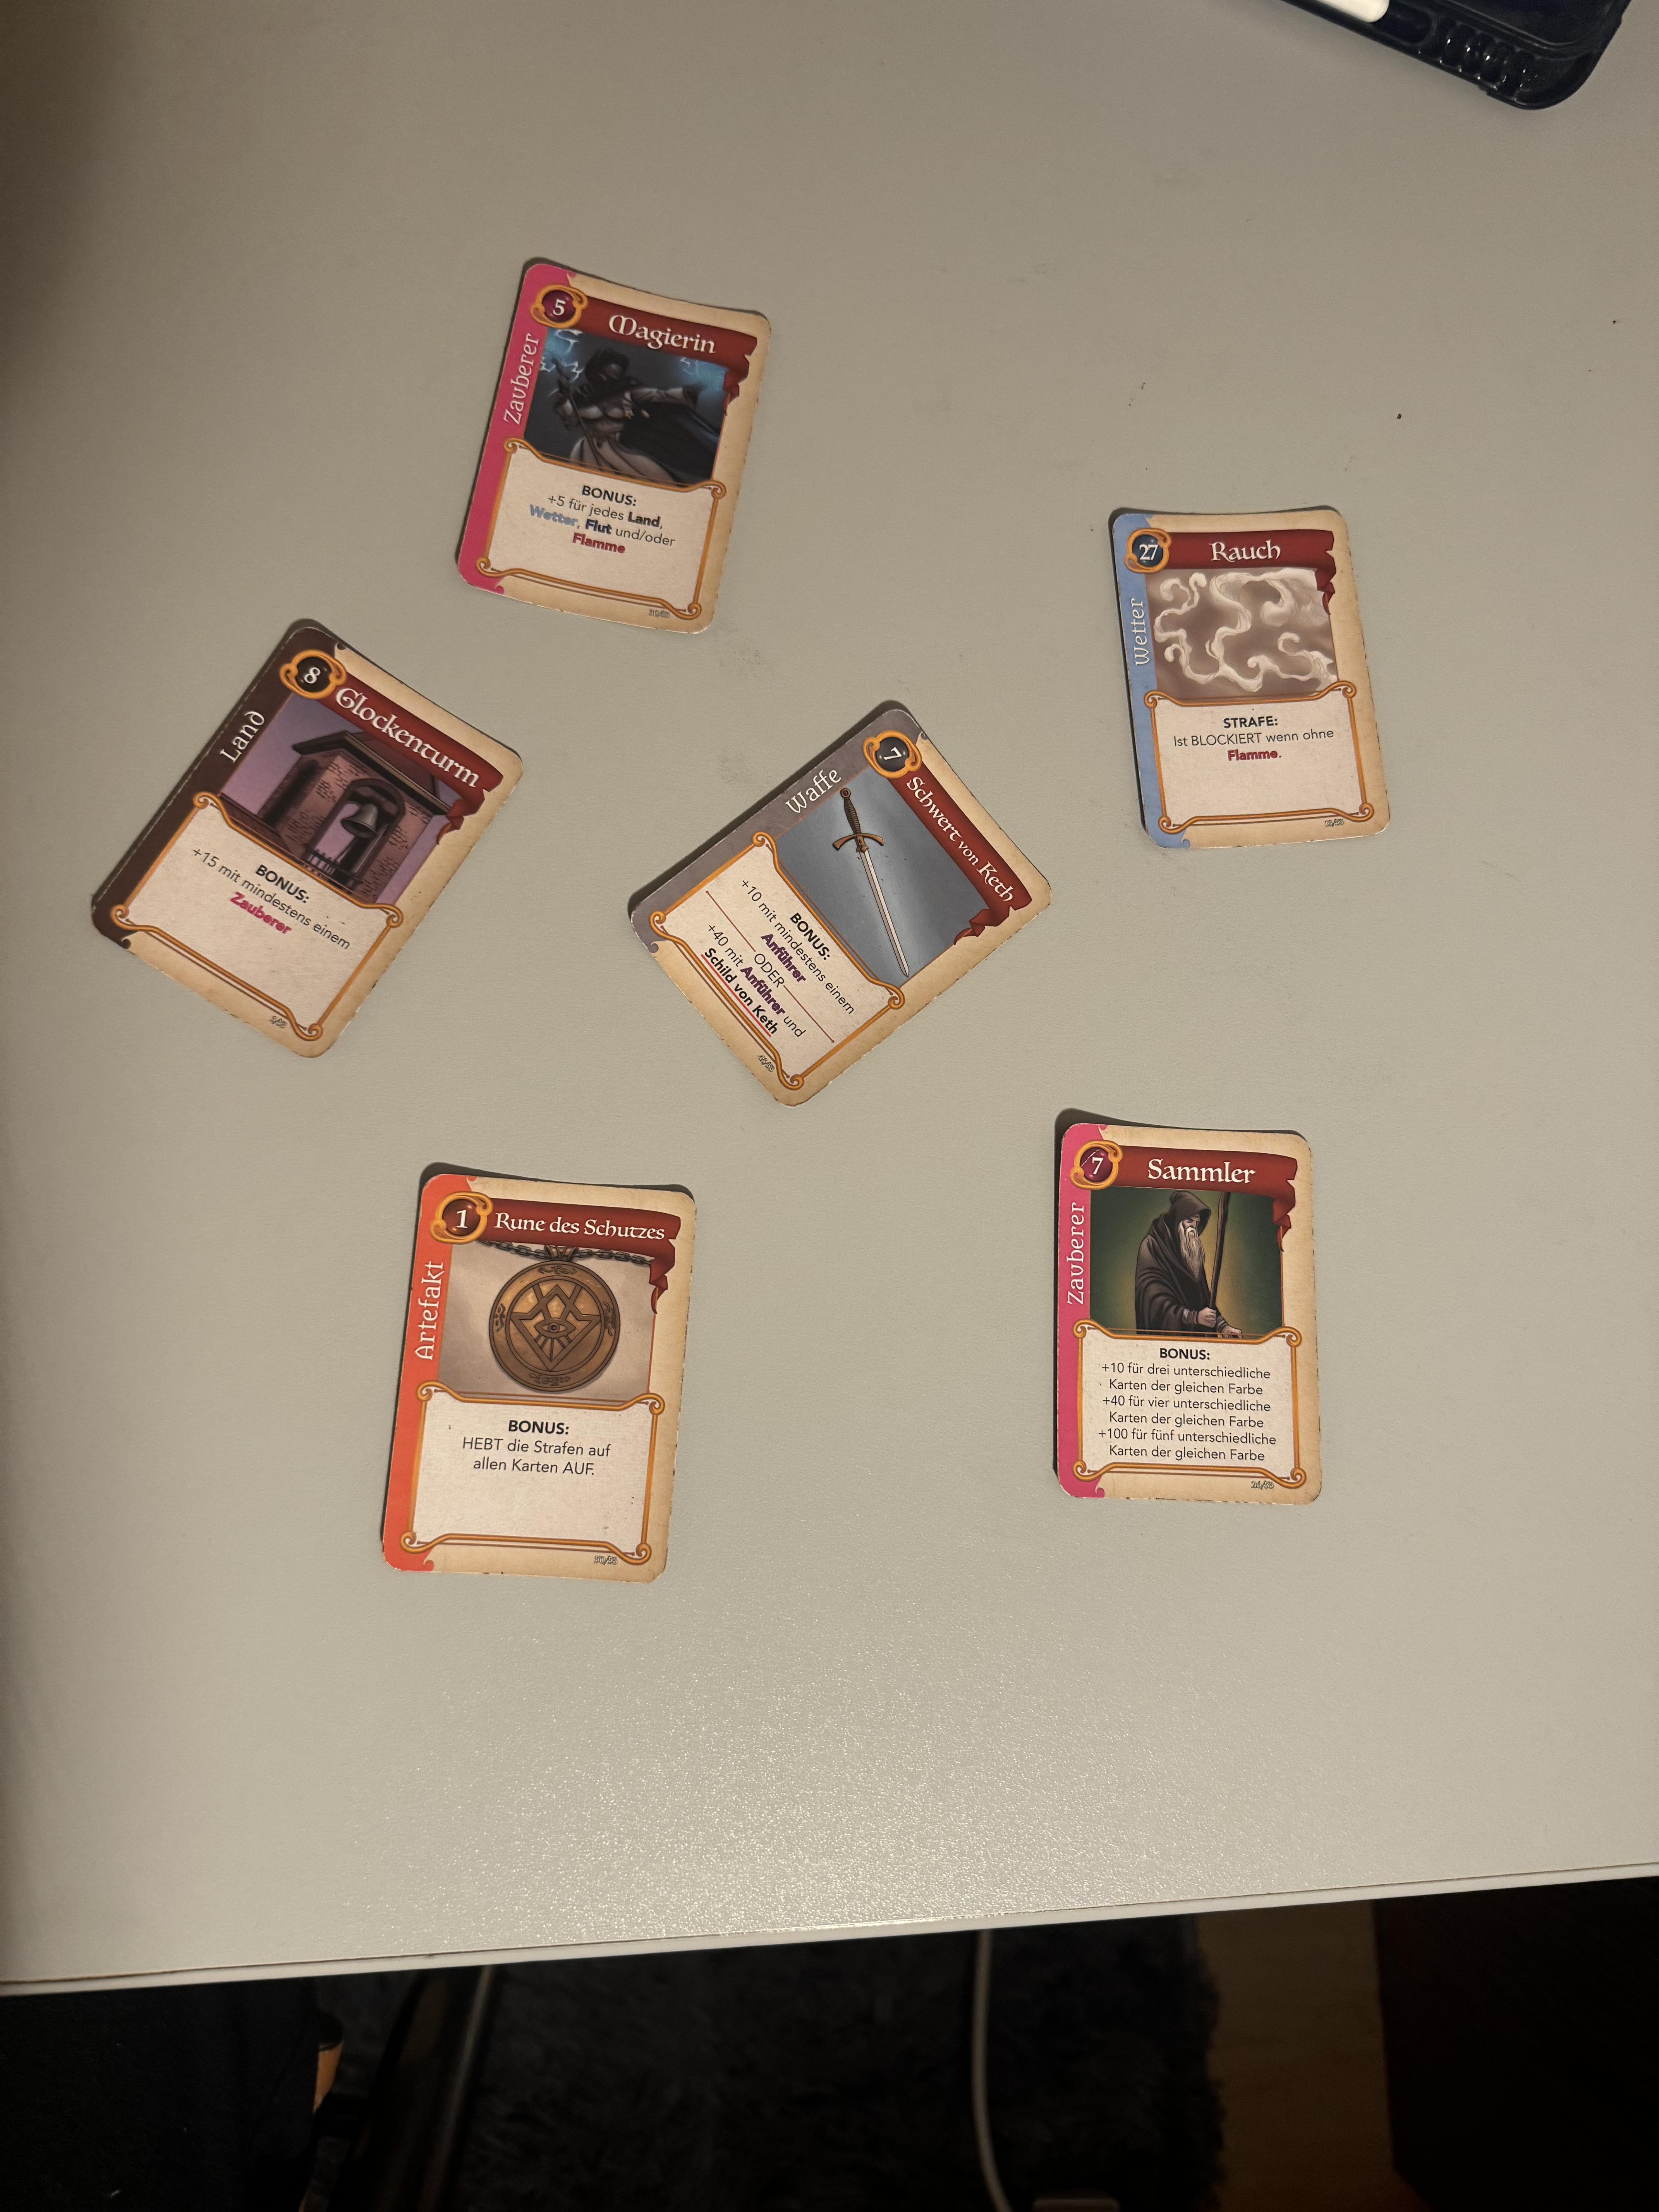 5
Magierin
Zauberer
BONUS:
+5 für jedes Land,
Wetter, Flut und/oder
Flamme
27
Rauch
Wetter
STRAFE:
Ist BLOCKIERT wenn ohne
Flamme.
8
Glockenturm
Land
BONUS:
+15 mit mindestens einem
Zauberer
7
Schwert von Keth
Waffe
BONUS:
+10 mit mindestens einem
Anführer
ODER
+40 mit Anführer und
Schild von Keth
1
Rune des Schutzes
Artefakt
BONUS:
HEBT die Strafen auf
allen Karten AUF.
7
Sammler
Zauberer
BONUS:
+10 für drei unterschiedliche
Karten der gleichen Farbe
+40 für vier unterschiedliche
Karten der gleichen Farbe
+100 für fünf unterschiedliche
Karten der gleichen Farbe